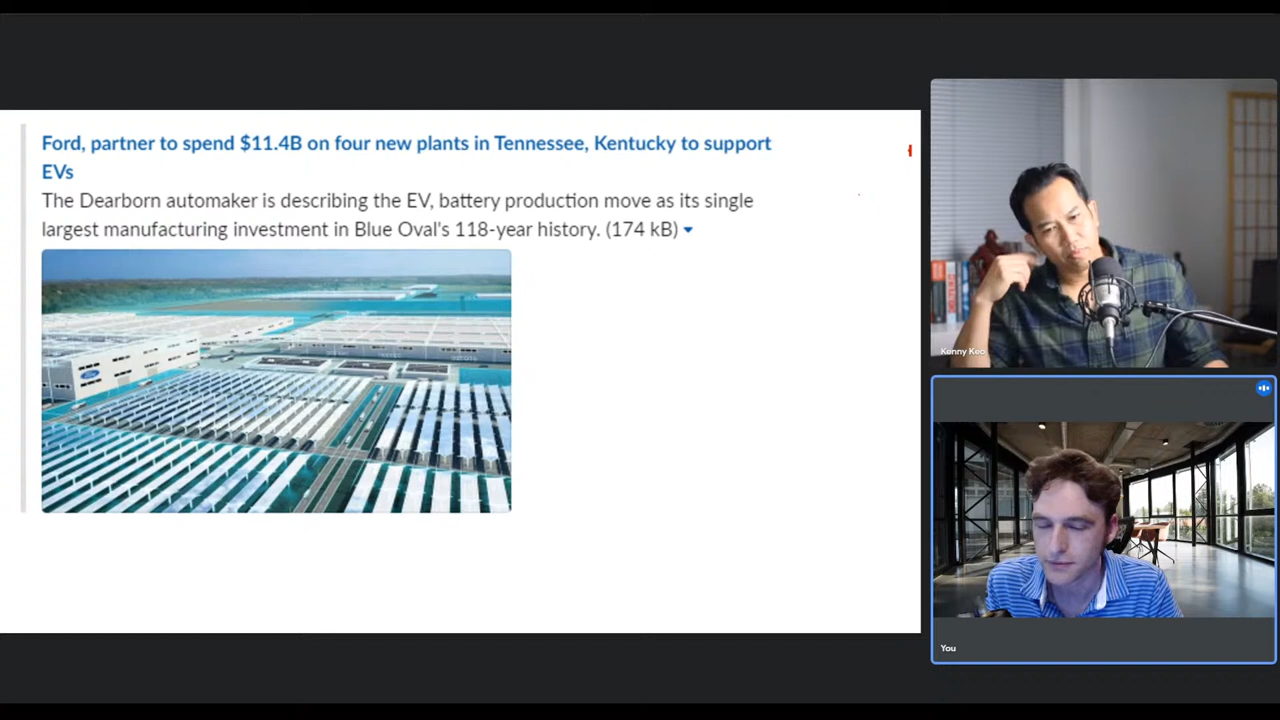 Ford, partner to spend $11.4B on four new plants in Tennessee, Kentucky to support
EVs
The Dearborn automaker is describing the EV, battery production move as its single
largest manufacturing investment in Blue Oval's 118-year history. (174 kB)
Ford
Kenny Keo
You